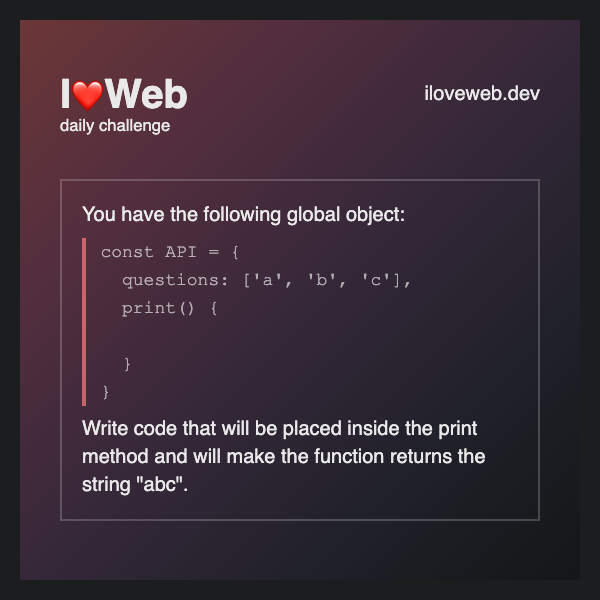 I❤️Web
iloveweb.dev
daily challenge
You have the following global object:
const API = {
  questions: ['a', 'b', 'c'],
  print() {

  }
}
Write code that will be placed inside the print
method and will make the function returns the
string "abc".